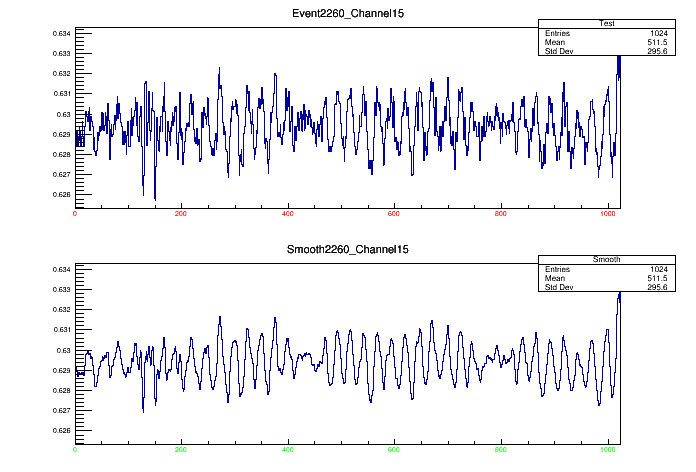 Event2260_Channel15
Test
Entries 1024
Mean 511.5
Std Dev 295.6
0.634
0.633
0.632
0.631
0.63
0.629
0.628
0.627
0.626
0 200 400 600 800 1000
Smooth2260_Channel15
Smooth
Entries 1024
Mean 511.5
Std Dev 295.6
0.634
0.633
0.632
0.631
0.63
0.629
0.628
0.627
0.626
0 200 400 600 800 1000